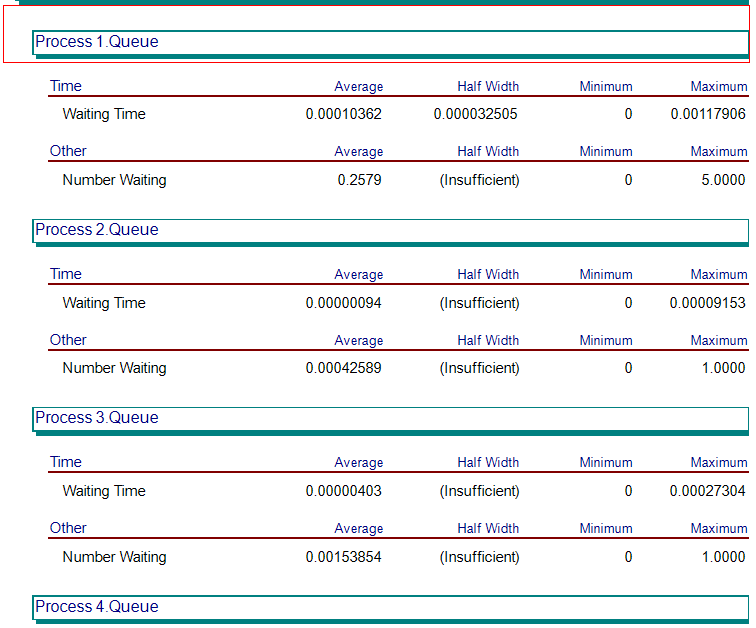 Process 1.Queue
Time Average Half Width Minimum Maximum
Waiting Time 0.00010362 0.000032505 0 0.00117906
Other Average Half Width Minimum Maximum
Number Waiting 0.2579 (Insufficient) 0 5.0000
Process 2.Queue
Time Average Half Width Minimum Maximum
Waiting Time 0.00000094 (Insufficient) 0 0.00009153
Other Average Half Width Minimum Maximum
Number Waiting 0.00042589 (Insufficient) 0 1.0000
Process 3.Queue
Time Average Half Width Minimum Maximum
Waiting Time 0.00000403 (Insufficient) 0 0.00027304
Other Average Half Width Minimum Maximum
Number Waiting 0.00153854 (Insufficient) 0 1.0000
Process 4.Queue